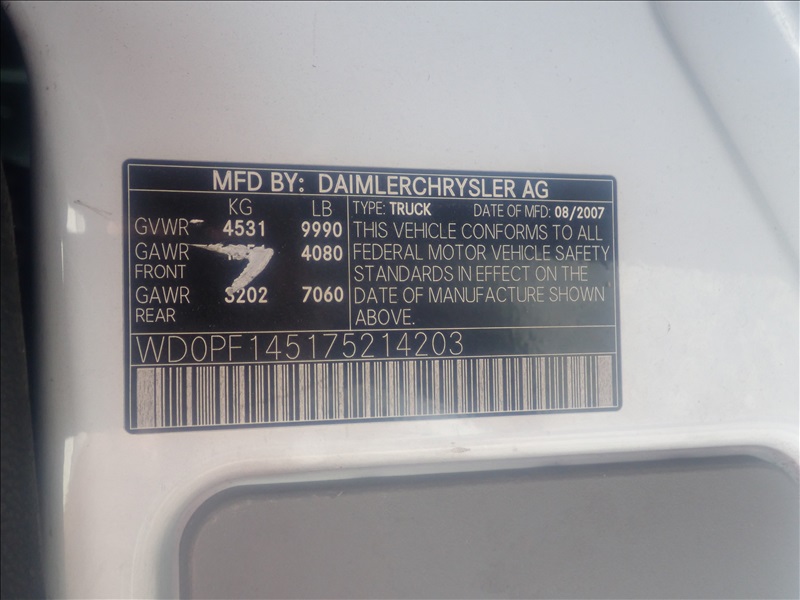 MFD BY: DAIMLERCHRYSLER AG
KG LB
GVWR 4531 9990
GAWR 4080
FRONT
GAWR 3202 7060
REAR
TYPE: TRUCK DATE OF MFD: 08/2007
THIS VEHICLE CONFORMS TO ALL
FEDERAL MOTOR VEHICLE SAFETY
STANDARDS IN EFFECT ON THE
DATE OF MANUFACTURE SHOWN
ABOVE.
WD0PF145175214203